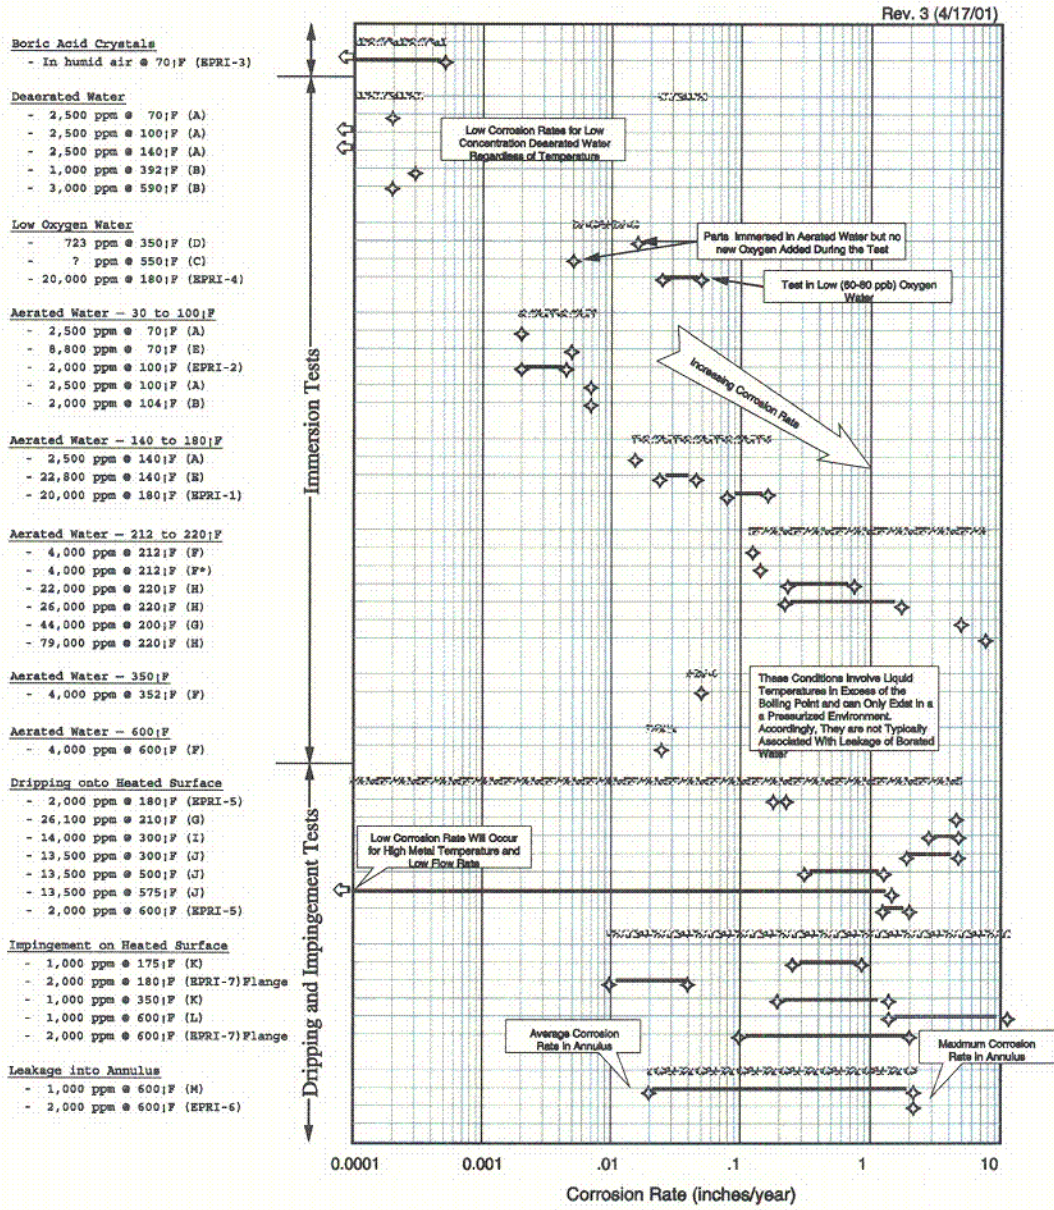 Rev. 3 (4/17/01)
Boric Acid Crystals
- In humid air @ 70¡F (EPRI-3)
Deaerated Water
- 2,500 ppm @ 70¡F (A)
- 2,500 ppm @ 100¡F (A)
- 2,500 ppm @ 140¡F (A)
- 1,000 ppm @ 392¡F (B)
- 3,000 ppm @ 590¡F (B)
Low Corrosion Rates for Low
Concentration Deaerated Water
Regardless of Temperature
Low Oxygen Water
- 723 ppm @ 350¡F (D)
- ? ppm @ 550¡F (C)
- 20,000 ppm @ 180¡F (EPRI-4)
Parts Immersed in Aerated Water but no
new Oxygen Added During the Test
Test in Low (60-80 ppb) Oxygen
Water
Aerated Water — 30 to 100¡F
- 2,500 ppm @ 70¡F (A)
- 8,800 ppm @ 70¡F (E)
- 2,000 ppm @ 100¡F (EPRI-2)
- 2,500 ppm @ 100¡F (A)
- 2,000 ppm @ 104¡F (B)
Increasing Corrosion Rate
Immersion Tests
Aerated Water — 140 to 180¡F
- 2,500 ppm @ 140¡F (A)
- 22,800 ppm @ 140¡F (E)
- 20,000 ppm @ 180¡F (EPRI-1)
Aerated Water — 212 to 220¡F
- 4,000 ppm @ 212¡F (F)
- 4,000 ppm @ 212¡F (F*)
- 22,000 ppm @ 220¡F (H)
- 26,000 ppm @ 220¡F (H)
- 44,000 ppm @ 200¡F (G)
- 79,000 ppm @ 220¡F (H)
Aerated Water — 350¡F
- 4,000 ppm @ 352¡F (F)
These Conditions Involve Liquid
Temperatures in Excess of the
Boiling Point and can Only Exist in a
a Pressurized Environment.
Accordingly, They are not Typically
Associated With Leakage of Borated
Water
Aerated Water — 600¡F
- 4,000 ppm @ 600¡F (F)
Dripping onto Heated Surface
- 2,000 ppm @ 180¡F (EPRI-5)
- 26,100 ppm @ 210¡F (G)
- 14,000 ppm @ 300¡F (I)
- 13,500 ppm @ 300¡F (J)
- 13,500 ppm @ 500¡F (J)
- 13,500 ppm @ 575¡F (J)
- 2,000 ppm @ 600¡F (EPRI-5)
Low Corrosion Rate Will Occur
for High Metal Temperature and
Low Flow Rate
Dripping and Impingement Tests
Impingement on Heated Surface
- 1,000 ppm @ 175¡F (K)
- 2,000 ppm @ 180¡F (EPRI-7)Flange
- 1,000 ppm @ 350¡F (K)
- 1,000 ppm @ 600¡F (L)
- 2,000 ppm @ 600¡F (EPRI-7)Flange
Average Corrosion
Rate in Annulus
Maximum Corrosion
Rate in Annulus
Leakage into Annulus
- 1,000 ppm @ 600¡F (M)
- 2,000 ppm @ 600¡F (EPRI-6)
0.0001 0.001 .01 .1 1 10
Corrosion Rate (inches/year)